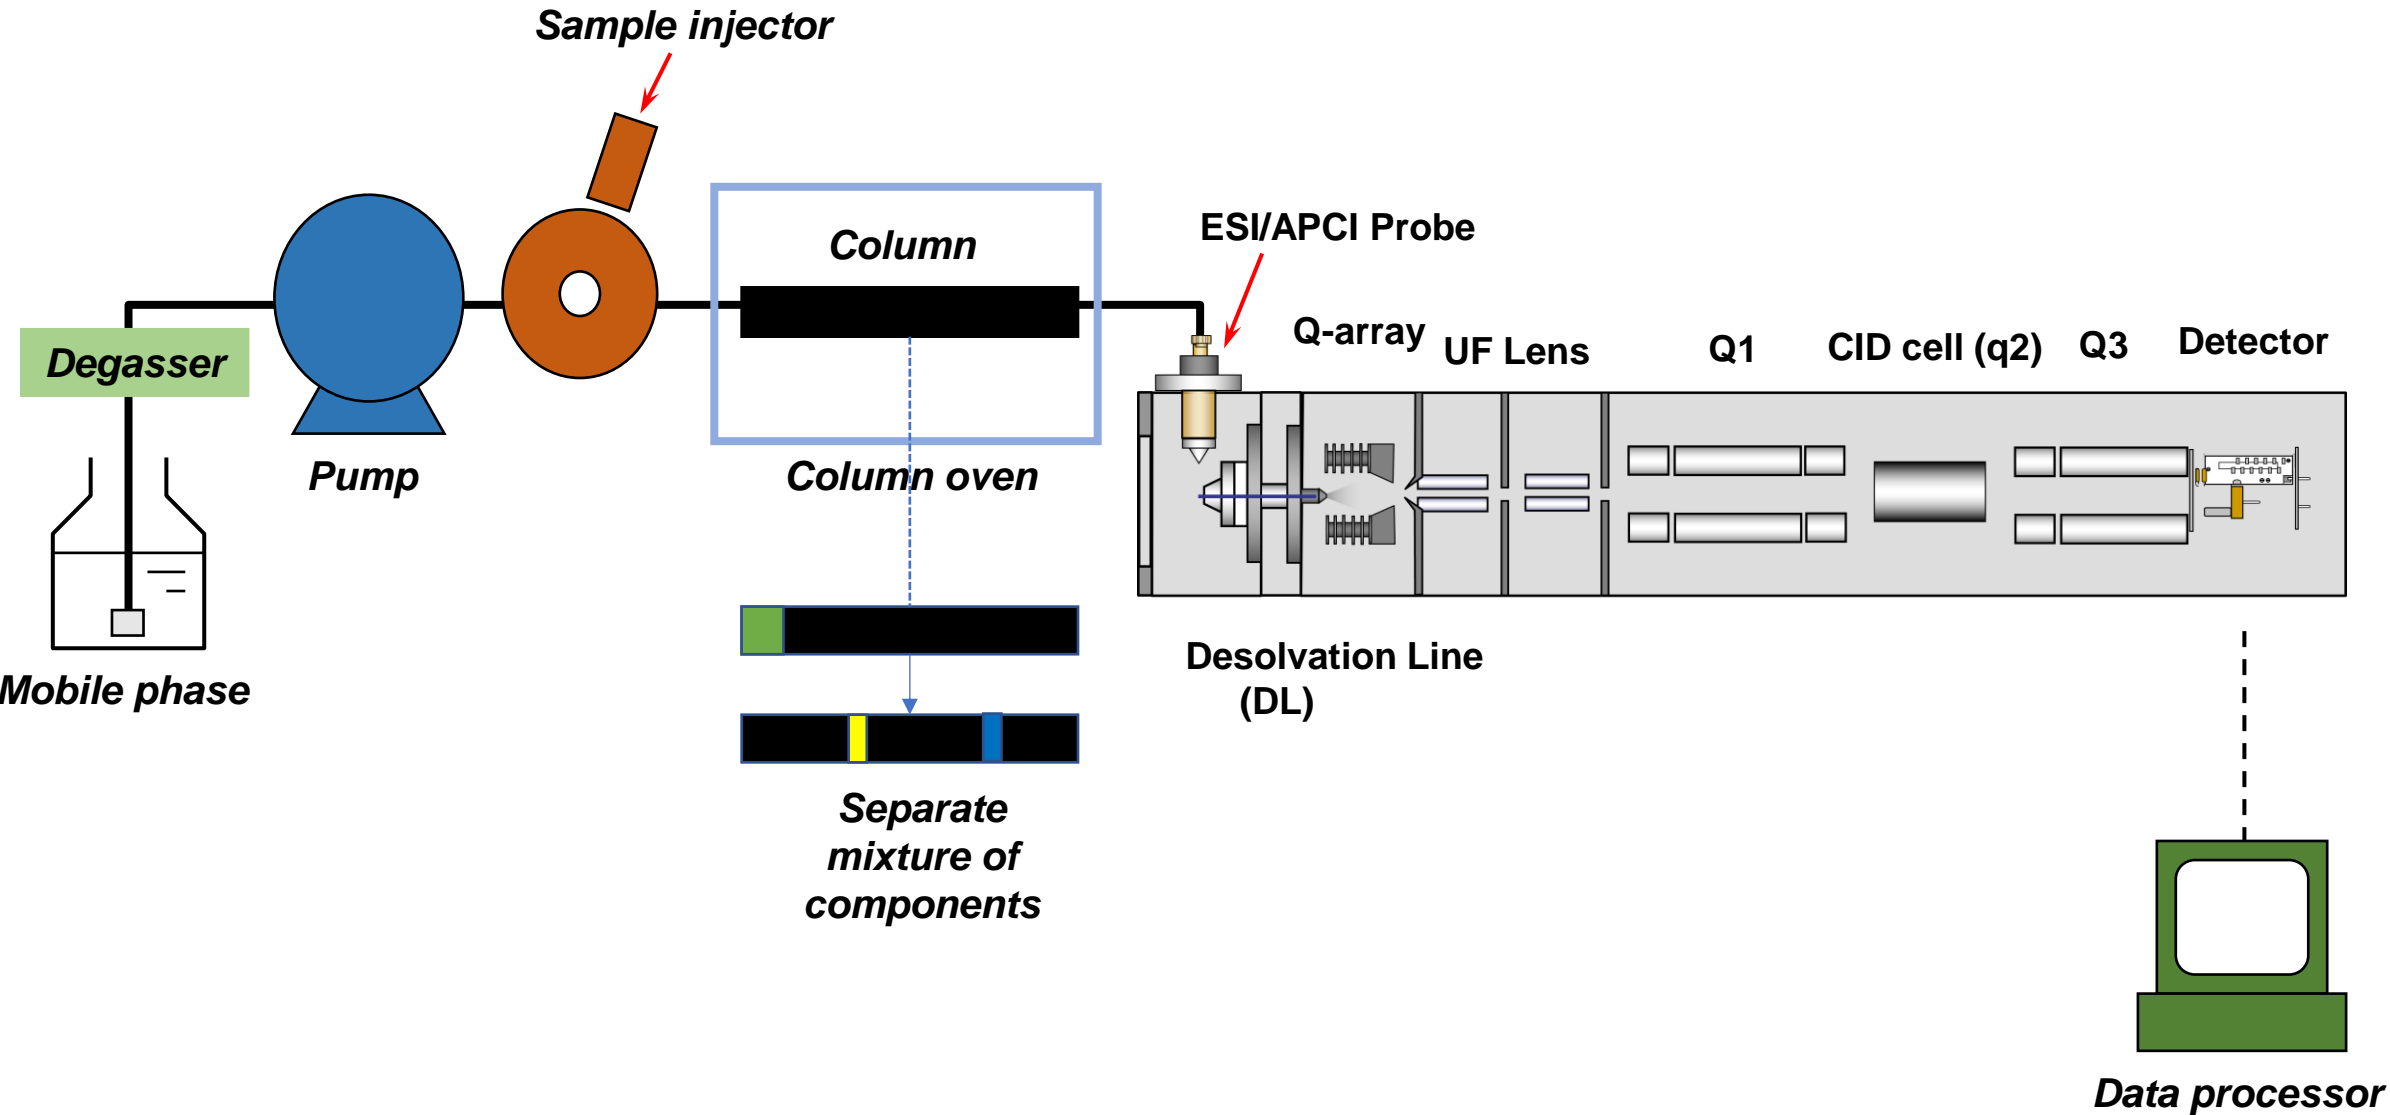 Sample injector
ESI/APCI Probe
Column
Q-array
UF Lens
Q1
CID cell (q2)
Q3
Detector
Degasser
Pump
Column oven
Mobile phase
Desolvation Line
(DL)
Separate
mixture of
components
Data processor